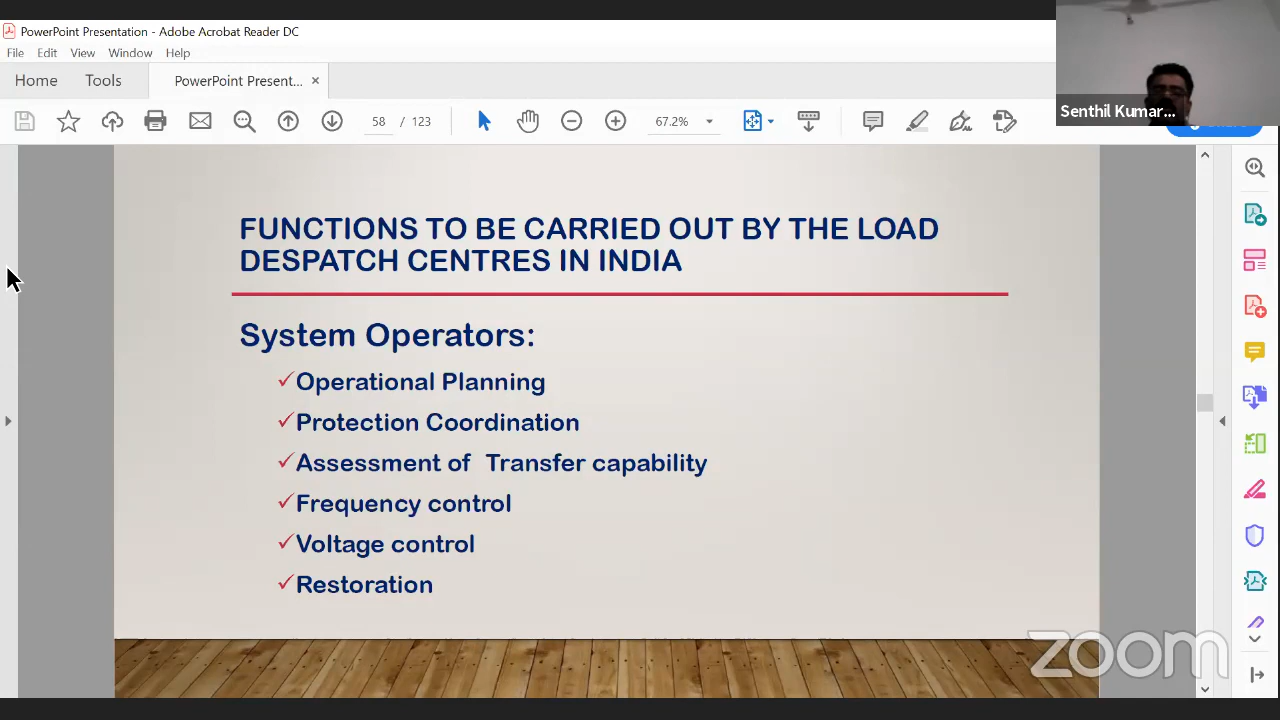 PowerPoint Presentation - Adobe Acrobat Reader DC
File Edit View Window Help
Home Tools PowerPoint Present... ×
58 / 123 67.2%
Senthil Kumar...
FUNCTIONS TO BE CARRIED OUT BY THE LOAD
DESPATCH CENTRES IN INDIA
System Operators:
✓Operational Planning
✓Protection Coordination
✓Assessment of Transfer capability
✓Frequency control
✓Voltage control
✓Restoration
zoom